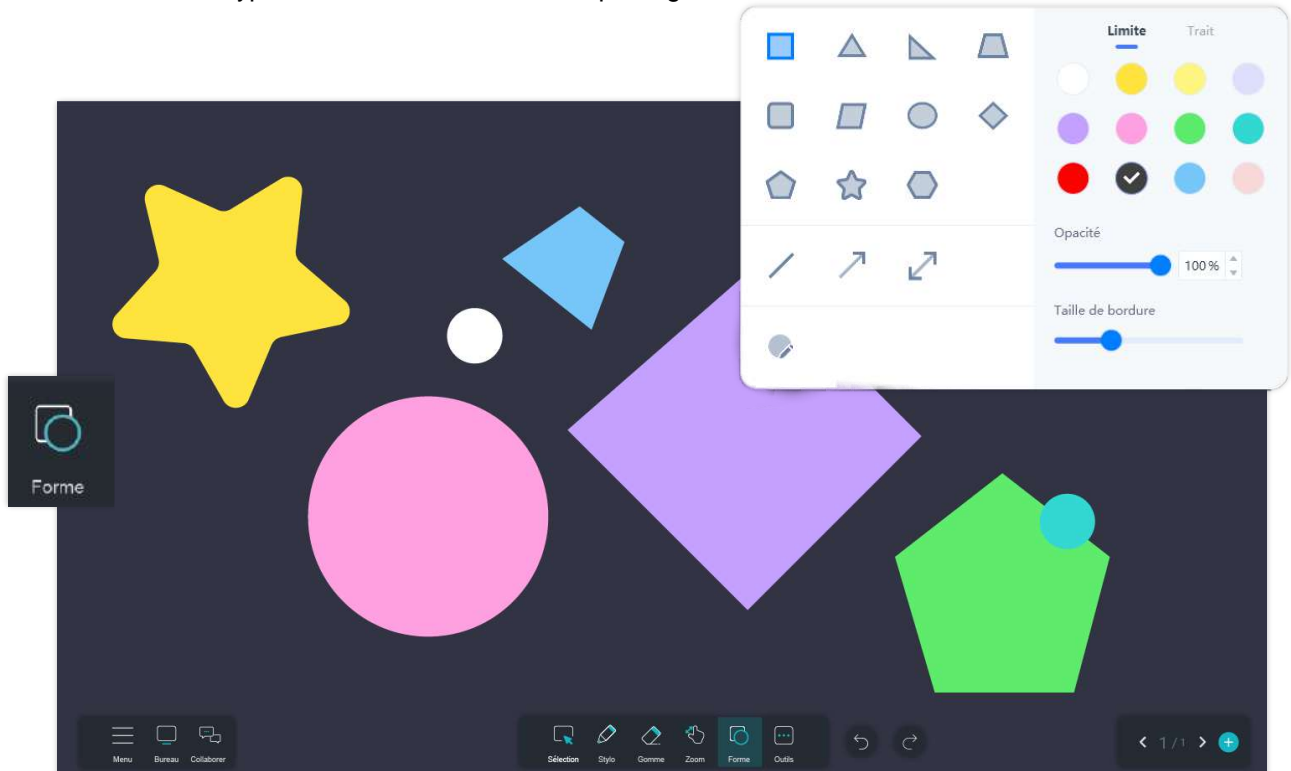 Limite
Trait
Opacité
100 %
Taille de bordure
Forme
Menu
Bureau
Collaborer
Sélection
Stylo
Gomme
Zoom
Forme
Outils
1/1